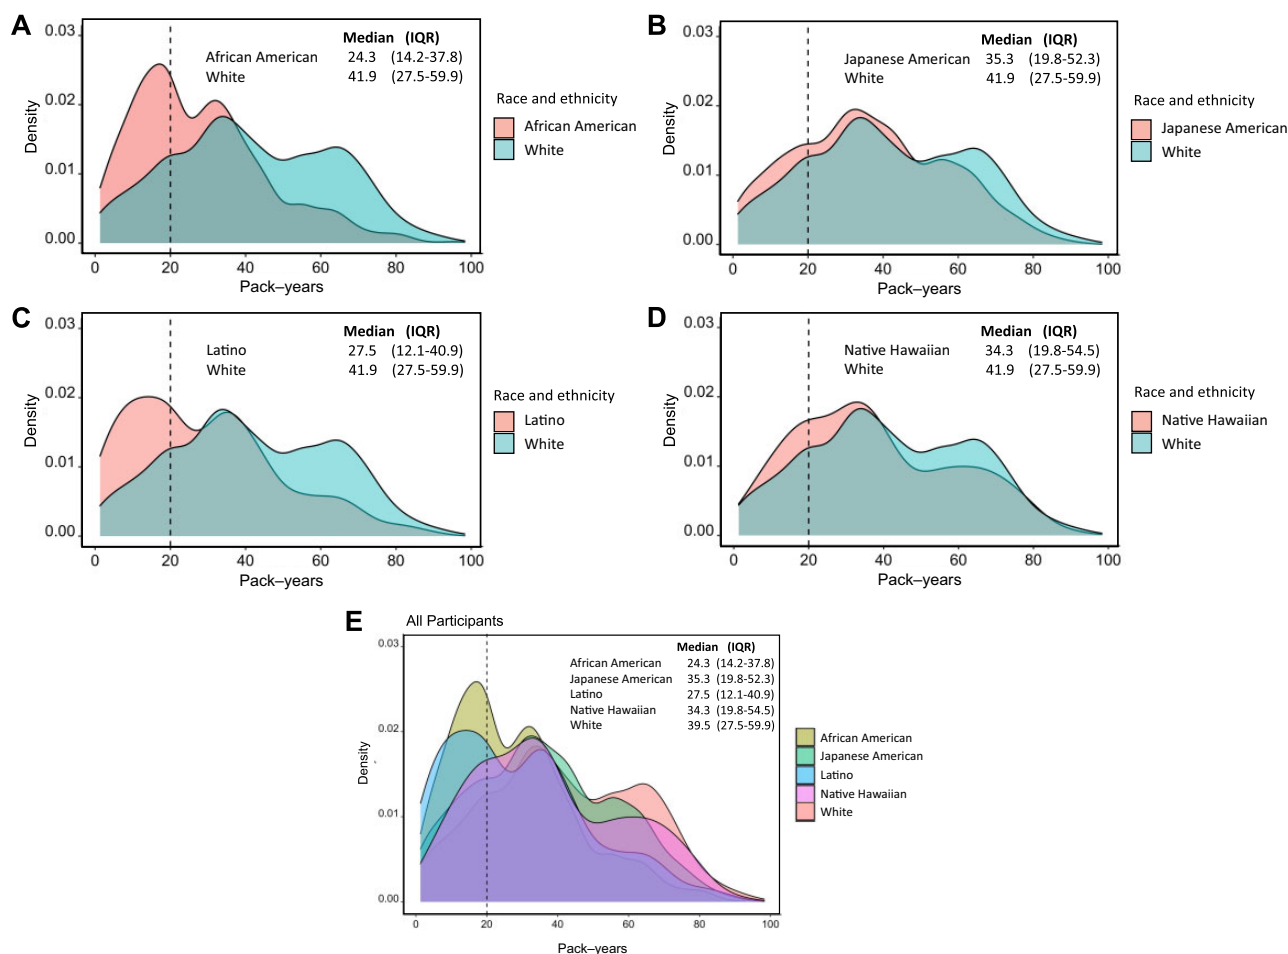 A
0.03
0.02
0.01
0.00
Density
Median (IQR)
African American 24.3 (14.2-37.8)
White 41.9 (27.5-59.9)
Race and ethnicity
African American
White
0 20 40 60 80 100
Pack–years
B
0.03
0.02
0.01
0.00
Density
Median (IQR)
Japanese American 35.3 (19.8-52.3)
White 41.9 (27.5-59.9)
Race and ethnicity
Japanese American
White
0 20 40 60 80 100
Pack–years
C
0.03
0.02
0.01
0.00
Density
Median (IQR)
Latino 27.5 (12.1-40.9)
White 41.9 (27.5-59.9)
Race and ethnicity
Latino
White
0 20 40 60 80 100
Pack–years
D
0.03
0.02
0.01
0.00
Density
Median (IQR)
Native Hawaiian 34.3 (19.8-54.5)
White 41.9 (27.5-59.9)
Race and ethnicity
Native Hawaiian
White
0 20 40 60 80 100
Pack–years
E
All Participants
0.03
0.02
0.01
0.00
Density
Median (IQR)
African American 24.3 (14.2-37.8)
Japanese American 35.3 (19.8-52.3)
Latino 27.5 (12.1-40.9)
Native Hawaiian 34.3 (19.8-54.5)
White 39.5 (27.5-59.9)
African American
Japanese American
Latino
Native Hawaiian
White
0 20 40 60 80 100
Pack–years